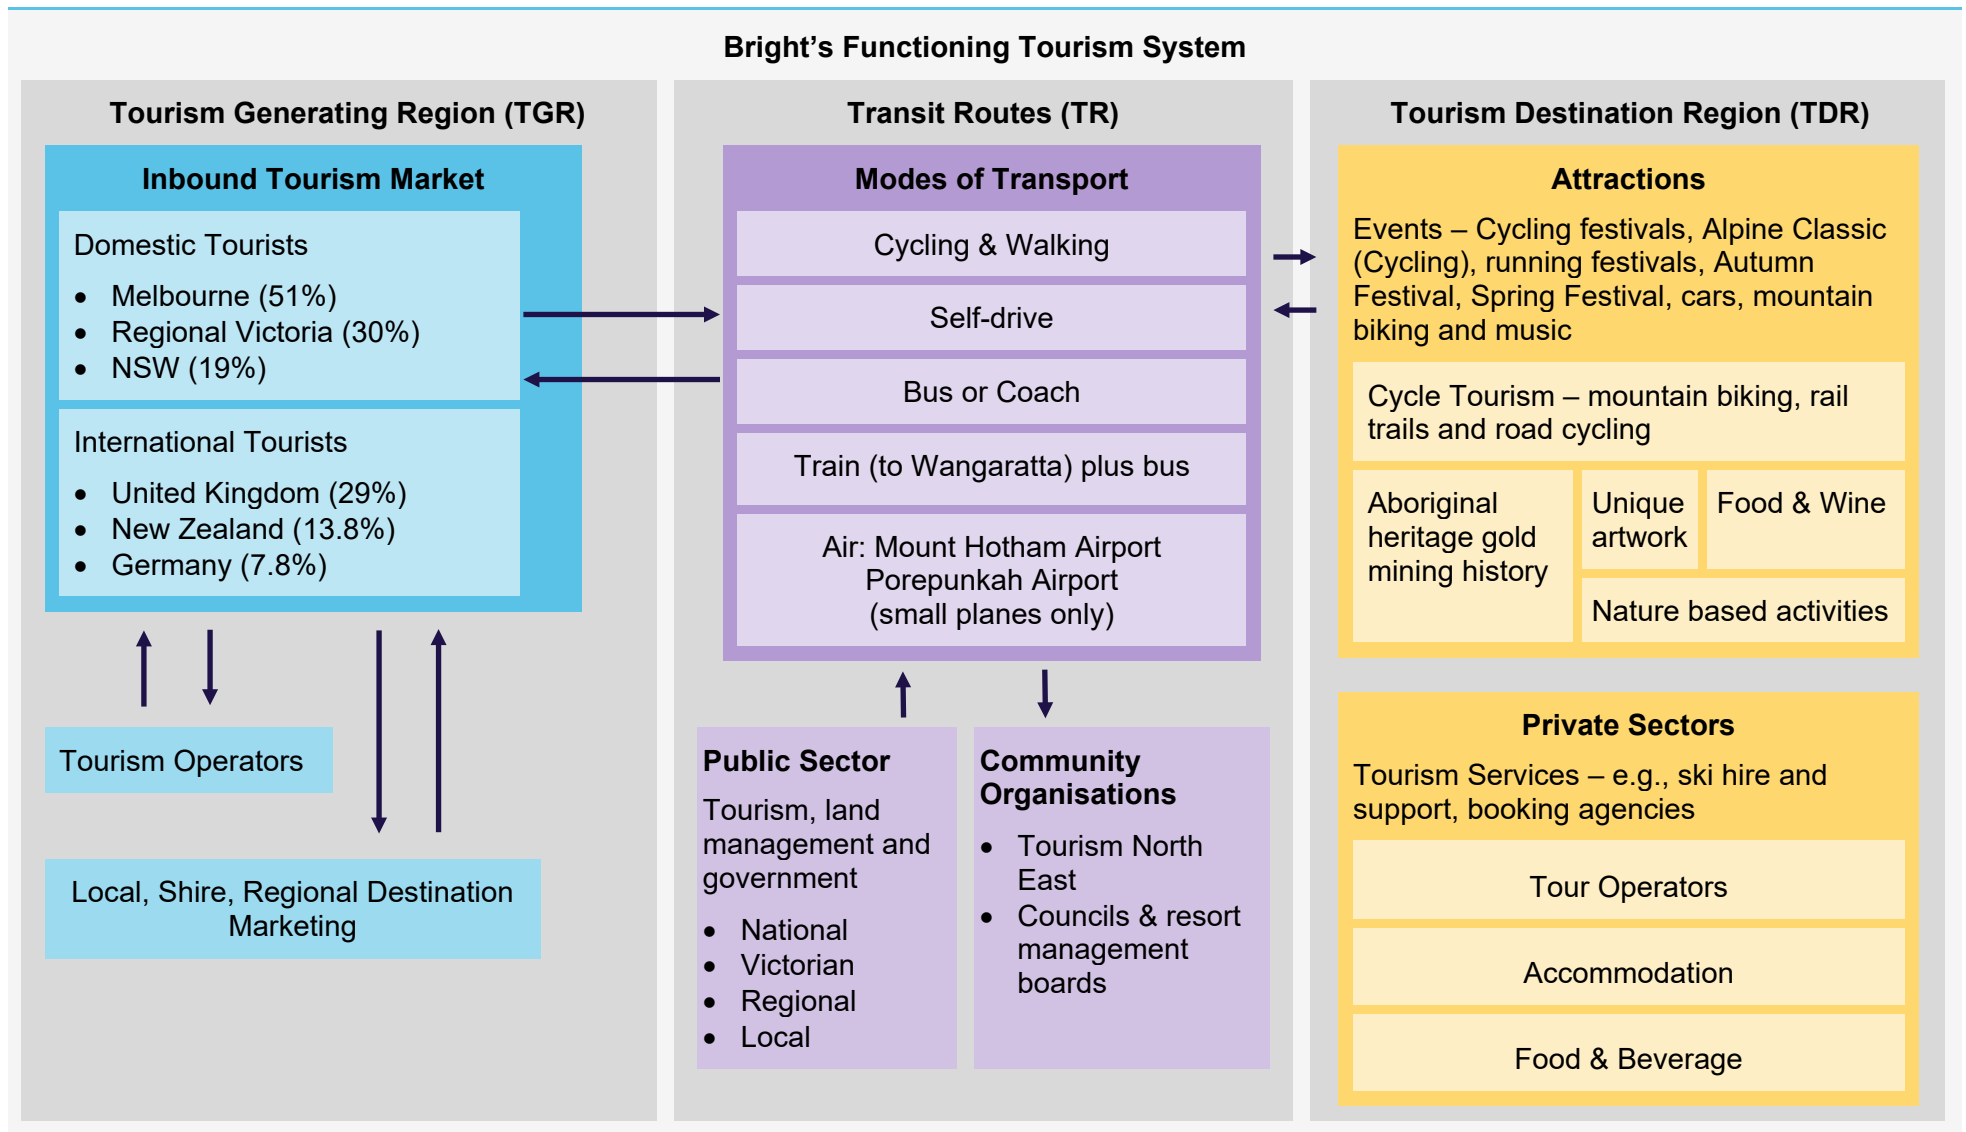 Bright’s Functioning Tourism System
Tourism Generating Region (TGR)
Inbound Tourism Market
Domestic Tourists
• Melbourne (51%)
• Regional Victoria (30%)
• NSW (19%)
International Tourists
• United Kingdom (29%)
• New Zealand (13.8%)
• Germany (7.8%)
Tourism Operators
Local, Shire, Regional Destination
Marketing
Transit Routes (TR)
Modes of Transport
Cycling & Walking
Self-drive
Bus or Coach
Train (to Wangaratta) plus bus
Air: Mount Hotham Airport
Porepunkah Airport
(small planes only)
Public Sector
Tourism, land
management and
government
• National
• Victorian
• Regional
• Local
Community
Organisations
• Tourism North
East
• Councils & resort
management
boards
Tourism Destination Region (TDR)
Attractions
Events – Cycling festivals, Alpine Classic
(Cycling), running festivals, Autumn
Festival, Spring Festival, cars, mountain
biking and music
Cycle Tourism – mountain biking, rail
trails and road cycling
Aboriginal
heritage gold
mining history
Unique
artwork
Food & Wine
Nature based activities
Private Sectors
Tourism Services – e.g., ski hire and
support, booking agencies
Tour Operators
Accommodation
Food & Beverage